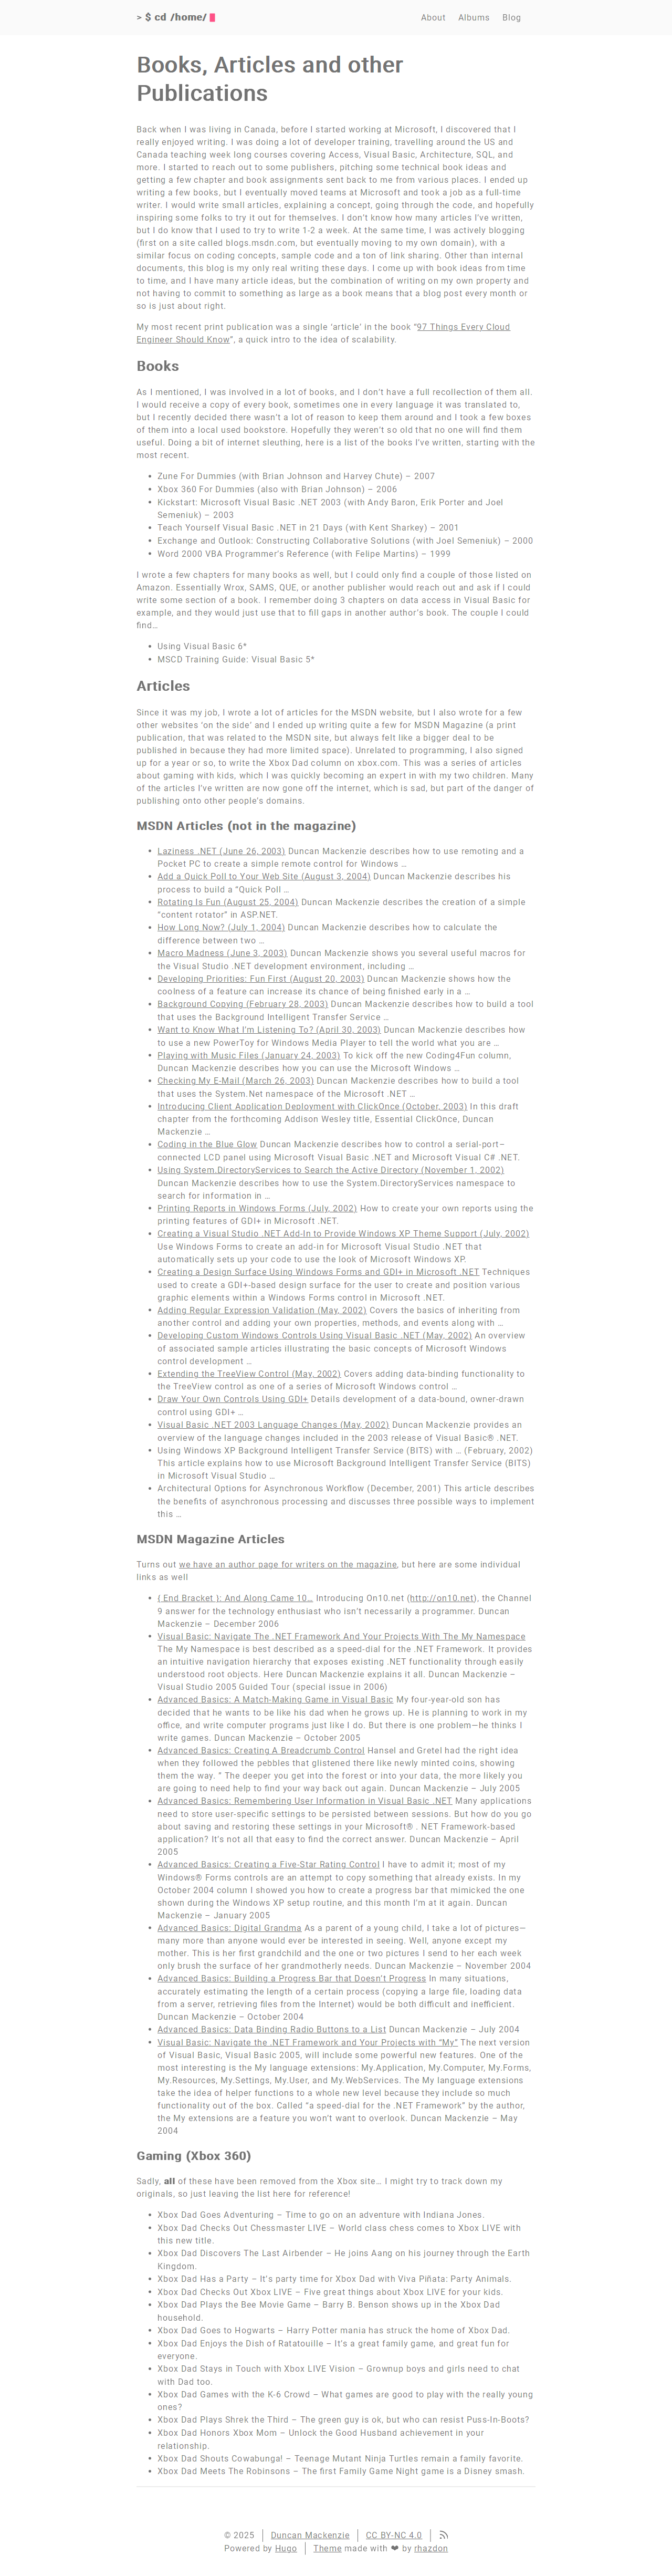 > $ cd /home/
About Albums Blog
Books, Articles and other
Publications
Back when I was living in Canada, before I started working at Microsoft, I discovered that I
really enjoyed writing. I was doing a lot of developer training, travelling around the US and
Canada teaching week long courses covering Access, Visual Basic, Architecture, SQL, and
more. I started to reach out to some publishers, pitching some technical book ideas and
getting a few chapter and book assignments sent back to me from various places. I ended up
writing a few books, but I eventually moved teams at Microsoft and took a job as a full-time
writer. I would write small articles, explaining a concept, going through the code, and hopefully
inspiring some folks to try it out for themselves. I don't know how many articles I've written,
but I do know that I used to try to write 1-2 a week. At the same time, I was actively blogging
(first on a site called blogs.msdn.com, but eventually moving to my own domain), with a
similar focus on coding concepts, sample code and a ton of link sharing. Other than internal
documents, this blog is my only real writing these days. I come up with book ideas from time
to time, and I have many article ideas, but the combination of writing on my own property and
not having to commit to something as large as a book means that a blog post every month or
so is just about right.
My most recent print publication was a single 'article' in the book "97 Things Every Cloud
Engineer Should Know", a quick intro to the idea of scalability.
Books
As I mentioned, I was involved in a lot of books, and I don't have a full recollection of them all.
I would receive a copy of every book, sometimes one in every language it was translated to,
but I recently decided there wasn't a lot of reason to keep them around and I took a few boxes
of them into a local used bookstore. Hopefully they weren't so old that no one will find them
useful. Doing a bit of internet sleuthing, here is a list of the books I've written, starting with the
most recent.
• Zune For Dummies (with Brian Johnson and Harvey Chute) – 2007
• Xbox 360 For Dummies (also with Brian Johnson) – 2006
• Kickstart: Microsoft Visual Basic .NET 2003 (with Andy Baron, Erik Porter and Joel
Semeniuk) – 2003
• Teach Yourself Visual Basic .NET in 21 Days (with Kent Sharkey) – 2001
• Exchange and Outlook: Constructing Collaborative Solutions (with Joel Semeniuk) – 2000
• Word 2000 VBA Programmer's Reference (with Felipe Martins) – 1999
I wrote a few chapters for many books as well, but I could only find a couple of those listed on
Amazon. Essentially Wrox, SAMS, QUE, or another publisher would reach out and ask if I could
write some section of a book. I remember doing 3 chapters on data access in Visual Basic for
example, and they would just use that to fill gaps in another author's book. The couple I could
find…
• Using Visual Basic 6*
• MSCD Training Guide: Visual Basic 5*
Articles
Since it was my job, I wrote a lot of articles for the MSDN website, but I also wrote for a few
other websites 'on the side' and I ended up writing quite a few for MSDN Magazine (a print
publication, that was related to the MSDN site, but always felt like a bigger deal to be
published in because they had more limited space). Unrelated to programming, I also signed
up for a year or so, to write the Xbox Dad column on xbox.com. This was a series of articles
about gaming with kids, which I was quickly becoming an expert in with my two children. Many
of the articles I've written are now gone off the internet, which is sad, but part of the danger of
publishing onto other people's domains.
MSDN Articles (not in the magazine)
• Laziness .NET (June 26, 2003) Duncan Mackenzie describes how to use remoting and a
Pocket PC to create a simple remote control for Windows …
• Add a Quick Poll to Your Web Site (August 3, 2004) Duncan Mackenzie describes his
process to build a "Quick Poll …
• Rotating Is Fun (August 25, 2004) Duncan Mackenzie describes the creation of a simple
"content rotator" in ASP.NET.
• How Long Now? (July 1, 2004) Duncan Mackenzie describes how to calculate the
difference between two …
• Macro Madness (June 3, 2003) Duncan Mackenzie shows you several useful macros for
the Visual Studio .NET development environment, including …
• Developing Priorities: Fun First (August 20, 2003) Duncan Mackenzie shows how the
coolness of a feature can increase its chance of being finished early in a …
• Background Copying (February 28, 2003) Duncan Mackenzie describes how to build a tool
that uses the Background Intelligent Transfer Service …
• Want to Know What I'm Listening To? (April 30, 2003) Duncan Mackenzie describes how
to use a new PowerToy for Windows Media Player to tell the world what you are …
• Playing with Music Files (January 24, 2003) To kick off the new Coding4Fun column,
Duncan Mackenzie describes how you can use the Microsoft Windows …
• Checking My E-Mail (March 26, 2003) Duncan Mackenzie describes how to build a tool
that uses the System.Net namespace of the Microsoft .NET …
• Introducing Client Application Deployment with ClickOnce (October, 2003) In this draft
chapter from the forthcoming Addison Wesley title, Essential ClickOnce, Duncan
Mackenzie …
• Coding in the Blue Glow Duncan Mackenzie describes how to control a serial-port–
connected LCD panel using Microsoft Visual Basic .NET and Microsoft Visual C# .NET.
• Using System.DirectoryServices to Search the Active Directory (November 1, 2002)
Duncan Mackenzie describes how to use the System.DirectoryServices namespace to
search for information in …
• Printing Reports in Windows Forms (July, 2002) How to create your own reports using the
printing features of GDI+ in Microsoft .NET.
• Creating a Visual Studio .NET Add-In to Provide Windows XP Theme Support (July, 2002)
Use Windows Forms to create an add-in for Microsoft Visual Studio .NET that
automatically sets up your code to use the look of Microsoft Windows XP.
• Creating a Design Surface Using Windows Forms and GDI+ in Microsoft .NET Techniques
used to create a GDI+-based design surface for the user to create and position various
graphic elements within a Windows Forms control in Microsoft .NET.
• Adding Regular Expression Validation (May, 2002) Covers the basics of inheriting from
another control and adding your own properties, methods, and events along with …
• Developing Custom Windows Controls Using Visual Basic .NET (May, 2002) An overview
of associated sample articles illustrating the basic concepts of Microsoft Windows
control development …
• Extending the TreeView Control (May, 2002) Covers adding data-binding functionality to
the TreeView control as one of a series of Microsoft Windows control …
• Draw Your Own Controls Using GDI+ Details development of a data-bound, owner-drawn
control using GDI+ …
• Visual Basic .NET 2003 Language Changes (May, 2002) Duncan Mackenzie provides an
overview of the language changes included in the 2003 release of Visual Basic® .NET.
• Using Windows XP Background Intelligent Transfer Service (BITS) with … (February, 2002)
This article explains how to use Microsoft Background Intelligent Transfer Service (BITS)
in Microsoft Visual Studio …
• Architectural Options for Asynchronous Workflow (December, 2001) This article describes
the benefits of asynchronous processing and discusses three possible ways to implement
this …
MSDN Magazine Articles
Turns out we have an author page for writers on the magazine, but here are some individual
links as well
• { End Bracket }: And Along Came 10… Introducing On10.net (http://on10.net), the Channel
9 answer for the technology enthusiast who isn't necessarily a programmer. Duncan
Mackenzie – December 2006
• Visual Basic: Navigate The .NET Framework And Your Projects With The My Namespace
The My Namespace is best described as a speed-dial for the .NET Framework. It provides
an intuitive navigation hierarchy that exposes existing .NET functionality through easily
understood root objects. Here Duncan Mackenzie explains it all. Duncan Mackenzie –
Visual Studio 2005 Guided Tour (special issue in 2006)
• Advanced Basics: A Match-Making Game in Visual Basic My four-year-old son has
decided that he wants to be like his dad when he grows up. He is planning to work in my
office, and write computer programs just like I do. But there is one problem—he thinks I
write games. Duncan Mackenzie – October 2005
• Advanced Basics: Creating A Breadcrumb Control Hansel and Gretel had the right idea
when they followed the pebbles that glistened there like newly minted coins, showing
them the way. " The deeper you get into the forest or into your data, the more likely you
are going to need help to find your way back out again. Duncan Mackenzie – July 2005
• Advanced Basics: Remembering User Information in Visual Basic .NET Many applications
need to store user-specific settings to be persisted between sessions. But how do you go
about saving and restoring these settings in your Microsoft® . NET Framework-based
application? It's not all that easy to find the correct answer. Duncan Mackenzie – April
2005
• Advanced Basics: Creating a Five-Star Rating Control I have to admit it; most of my
Windows® Forms controls are an attempt to copy something that already exists. In my
October 2004 column I showed you how to create a progress bar that mimicked the one
shown during the Windows XP setup routine, and this month I'm at it again. Duncan
Mackenzie – January 2005
• Advanced Basics: Digital Grandma As a parent of a young child, I take a lot of pictures—
many more than anyone would ever be interested in seeing. Well, anyone except my
mother. This is her first grandchild and the one or two pictures I send to her each week
only brush the surface of her grandmotherly needs. Duncan Mackenzie – November 2004
• Advanced Basics: Building a Progress Bar that Doesn't Progress In many situations,
accurately estimating the length of a certain process (copying a large file, loading data
from a server, retrieving files from the Internet) would be both difficult and inefficient.
Duncan Mackenzie – October 2004
• Advanced Basics: Data Binding Radio Buttons to a List Duncan Mackenzie – July 2004
• Visual Basic: Navigate the .NET Framework and Your Projects with "My" The next version
of Visual Basic, Visual Basic 2005, will include some powerful new features. One of the
most interesting is the My language extensions: My.Application, My.Computer, My.Forms,
My.Resources, My.Settings, My.User, and My.WebServices. The My language extensions
take the idea of helper functions to a whole new level because they include so much
functionality out of the box. Called "a speed-dial for the .NET Framework" by the author,
the My extensions are a feature you won't want to overlook. Duncan Mackenzie – May
2004
Gaming (Xbox 360)
Sadly, all of these have been removed from the Xbox site… I might try to track down my
originals, so just leaving the list here for reference!
• Xbox Dad Goes Adventuring – Time to go on an adventure with Indiana Jones.
• Xbox Dad Checks Out Chessmaster LIVE – World class chess comes to Xbox LIVE with
this new title.
• Xbox Dad Discovers The Last Airbender – He joins Aang on his journey through the Earth
Kingdom.
• Xbox Dad Has a Party – It's party time for Xbox Dad with Viva Piñata: Party Animals.
• Xbox Dad Checks Out Xbox LIVE – Five great things about Xbox LIVE for your kids.
• Xbox Dad Plays the Bee Movie Game – Barry B. Benson shows up in the Xbox Dad
household.
• Xbox Dad Goes to Hogwarts – Harry Potter mania has struck the home of Xbox Dad.
• Xbox Dad Enjoys the Dish of Ratatouille – It's a great family game, and great fun for
everyone.
• Xbox Dad Stays in Touch with Xbox LIVE Vision – Grownup boys and girls need to chat
with Dad too.
• Xbox Dad Games with the K-6 Crowd – What games are good to play with the really young
ones?
• Xbox Dad Plays Shrek the Third – The green guy is ok, but who can resist Puss-In-Boots?
• Xbox Dad Honors Xbox Mom – Unlock the Good Husband achievement in your
relationship.
• Xbox Dad Shouts Cowabunga! – Teenage Mutant Ninja Turtles remain a family favorite.
• Xbox Dad Meets The Robinsons – The first Family Game Night game is a Disney smash.
© 2025 | Duncan Mackenzie | CC BY-NC 4.0 |
Powered by Hugo | Theme made with ❤ by rhazdon